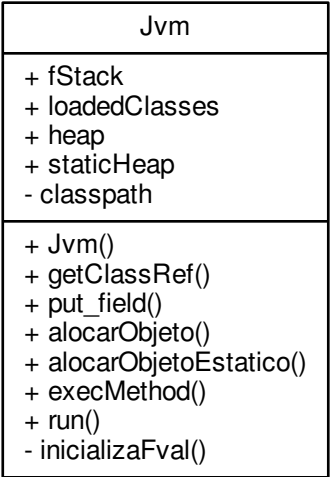 Jvm
+ fStack
+ loadedClasses
+ heap
+ staticHeap
- classpath
+ Jvm()
+ getClassRef()
+ put_field()
+ alocarObjeto()
+ alocarObjetoEstatico()
+ execMethod()
+ run()
- inicializaFval()